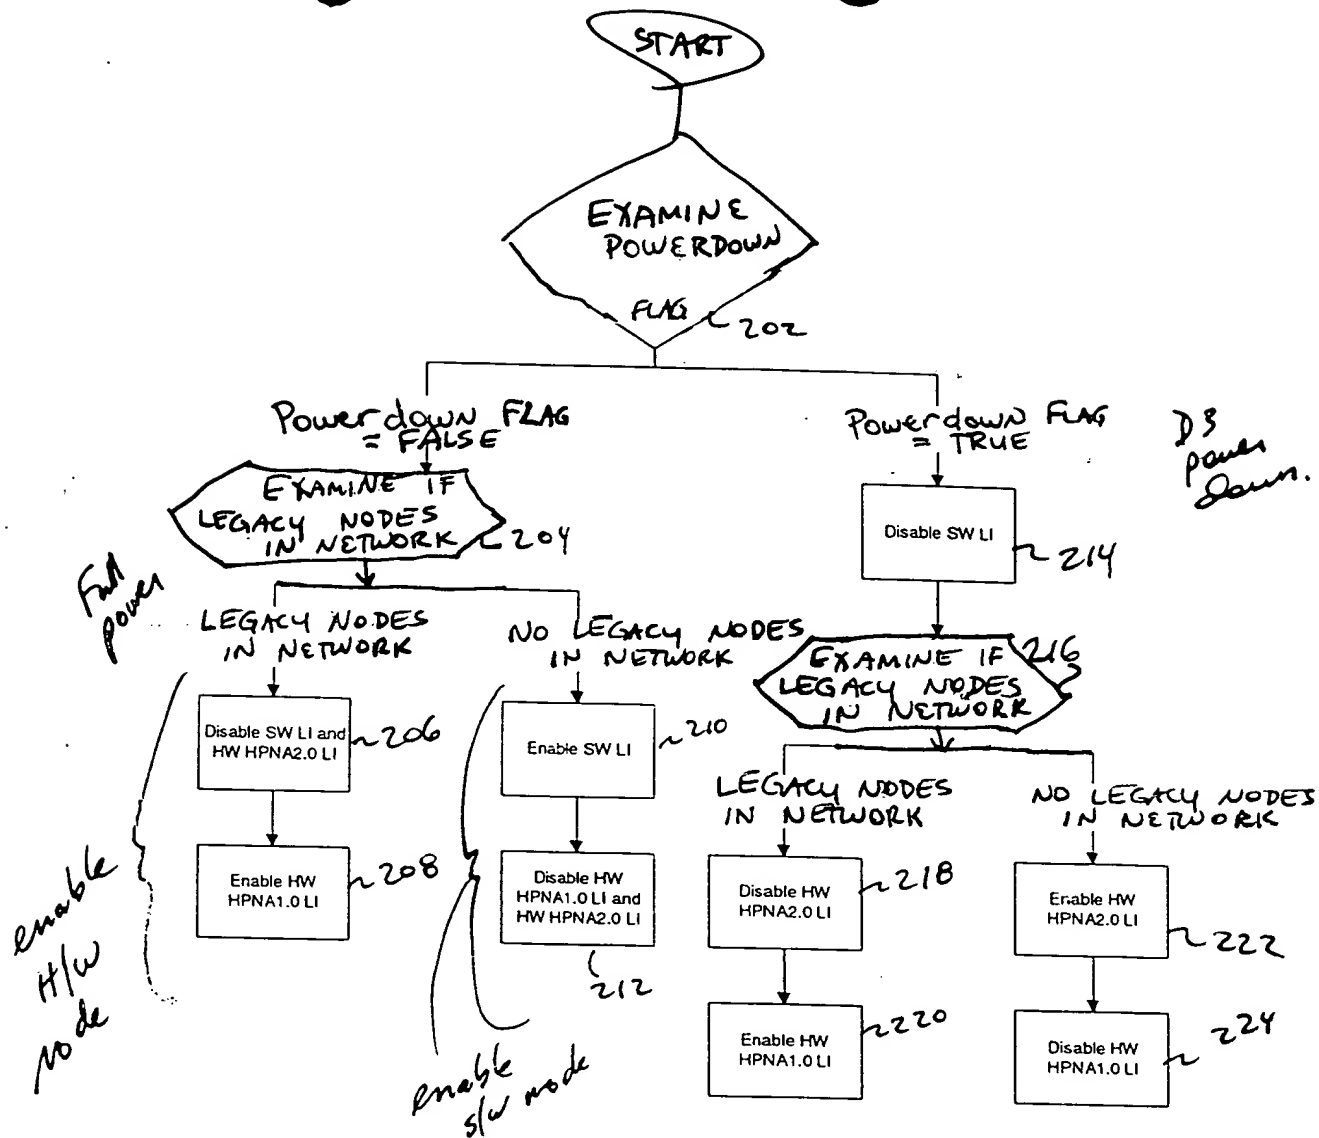 START
EXAMINE
POWERDOWN
FLAG
202
Powerdown FLAG
= FALSE
Powerdown FLAG
= TRUE
D3
power
down.
EXAMINE IF
LEGACY NODES
IN NETWORK
204
Disable SW LI
214
Full
power
LEGACY NODES
IN NETWORK
NO LEGACY NODES
IN NETWORK
EXAMINE IF
LEGACY NODES
IN NETWORK
216
Disable SW LI and
HW HPNA2.0 LI
206
Enable SW LI
210
LEGACY NODES
IN NETWORK
NO LEGACY NODES
IN NETWORK
Enable HW
HPNA1.0 LI
208
Disable HW
HPNA1.0 LI and
HW HPNA2.0 LI
212
Disable HW
HPNA2.0 LI
218
Enable HW
HPNA2.0 LI
222
enable
H/W
mode
enable
s/w mode
Enable HW
HPNA1.0 LI
220
Disable HW
HPNA1.0 LI
224